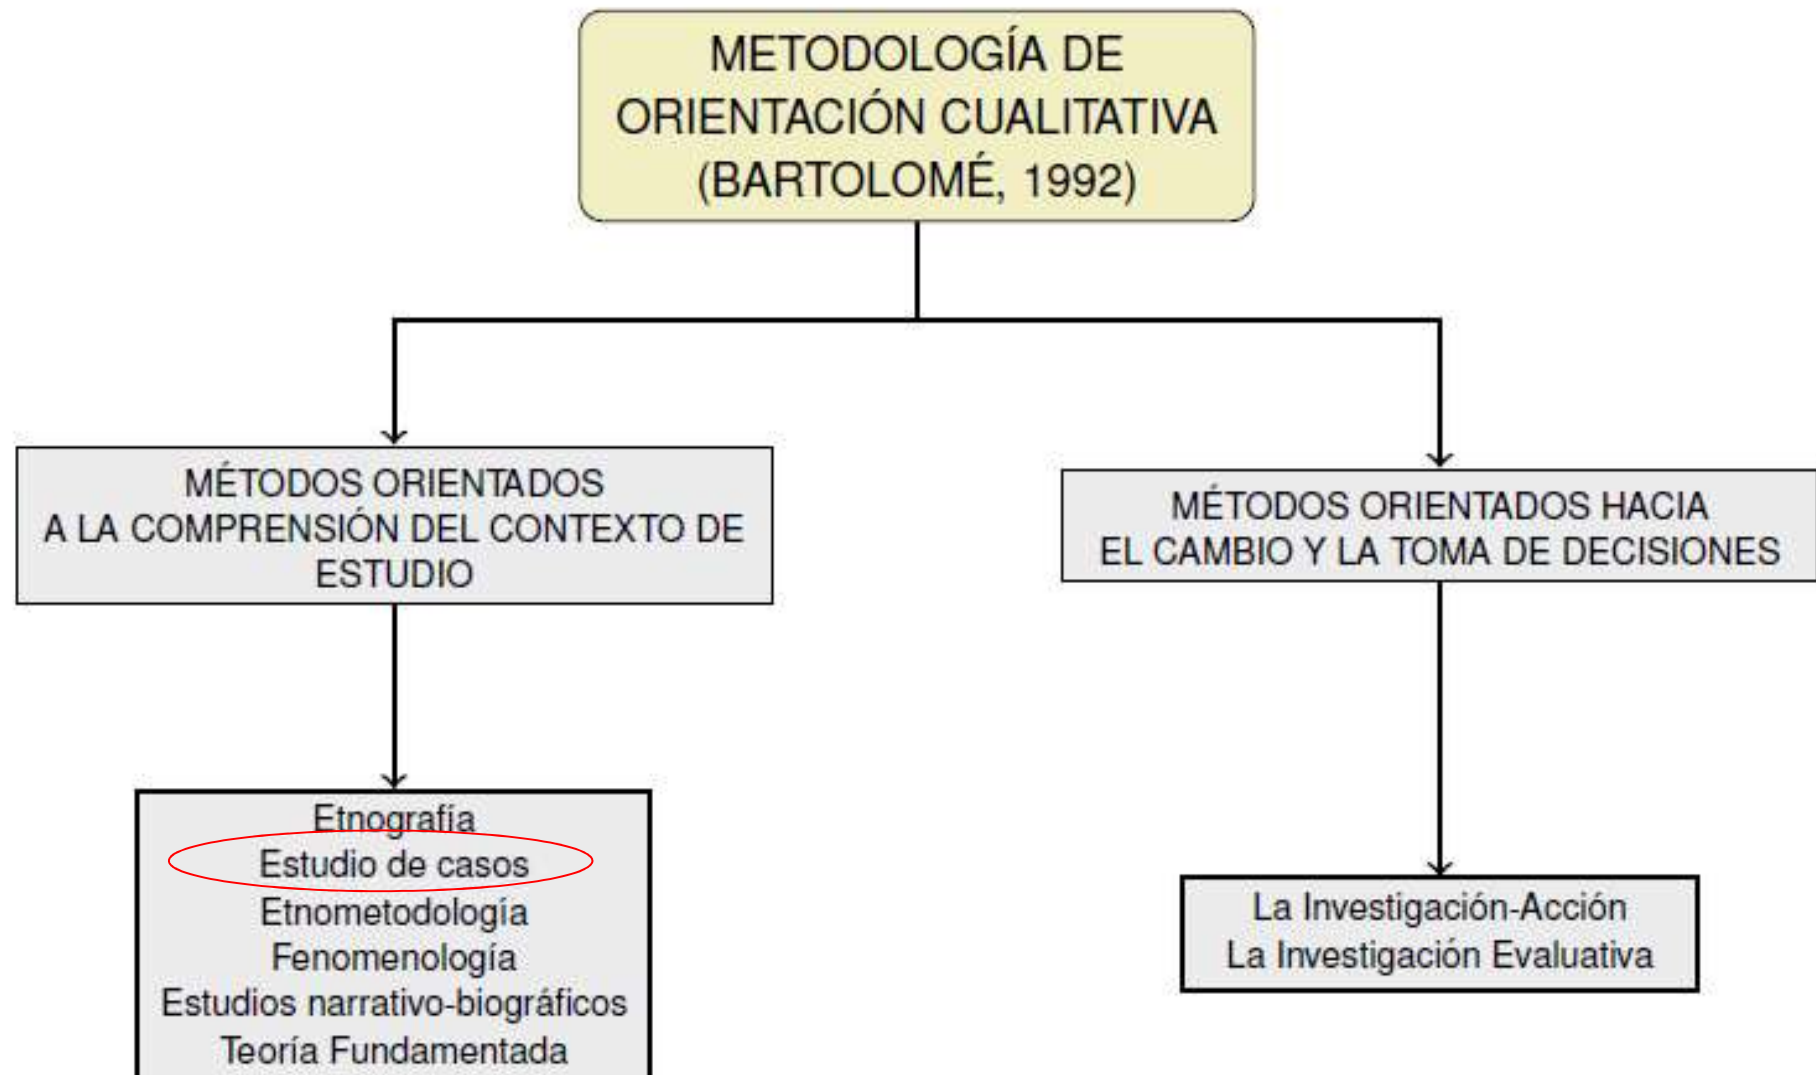 METODOLOGÍA DE
ORIENTACIÓN CUALITATIVA
(BARTOLOMÉ, 1992)
MÉTODOS ORIENTADOS
A LA COMPRENSIÓN DEL CONTEXTO DE
ESTUDIO
MÉTODOS ORIENTADOS HACIA
EL CAMBIO Y LA TOMA DE DECISIONES
Etnografía
Estudio de casos
Etnometodología
Fenomenología
Estudios narrativo-biográficos
Teoría Fundamentada
La Investigación-Acción
La Investigación Evaluativa